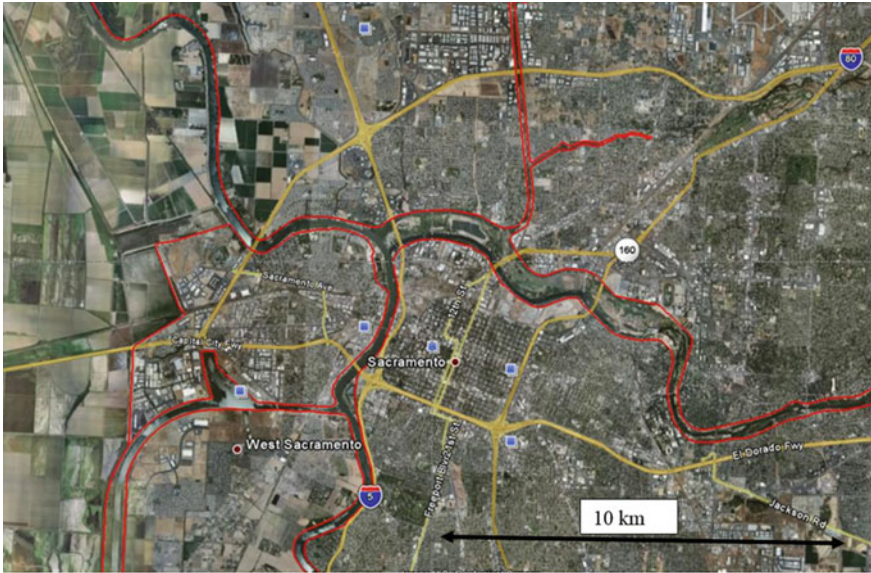 80
160
Sacramento Ave
12th St
Capital City Fwy
Sacramento
West Sacramento
Freeport Blvd
21st St
El Dorado Fwy
5
10 km
Jackson Rd